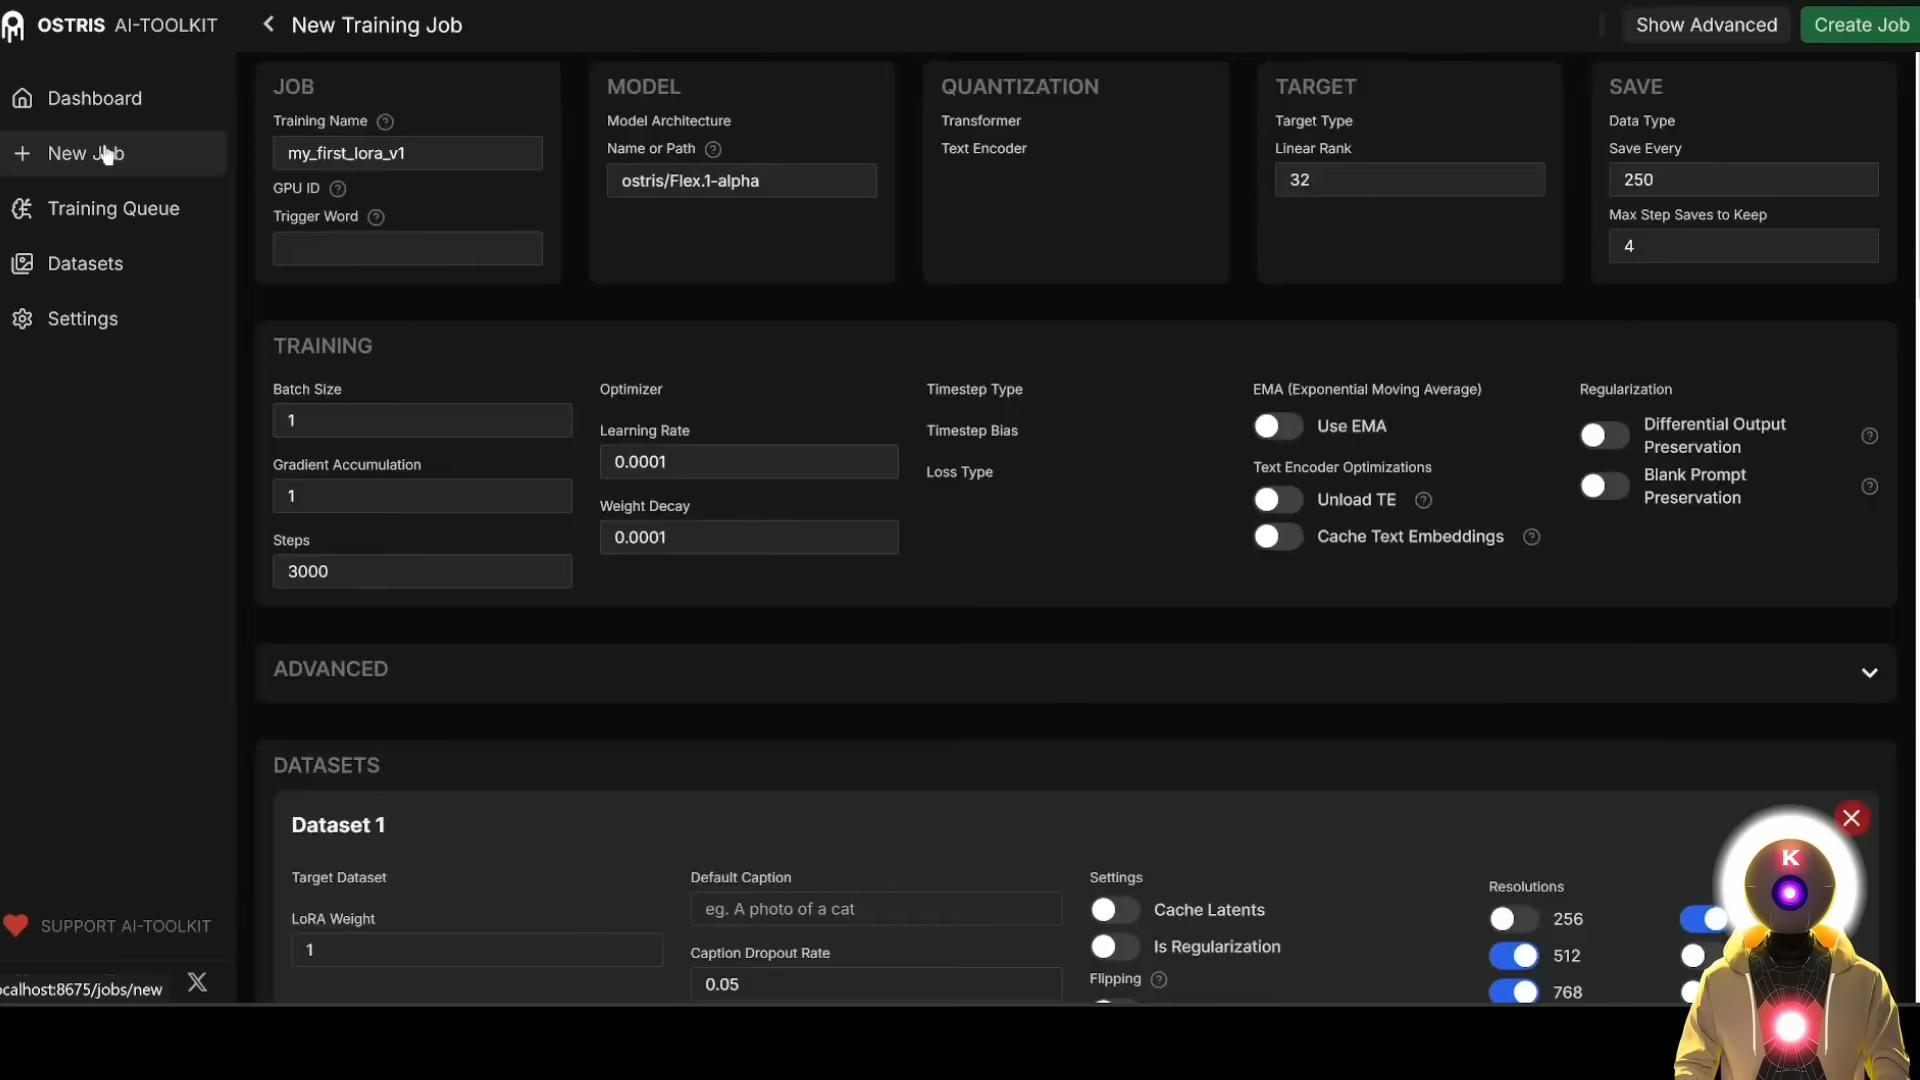 OSTRIS AI-TOOLKIT
New Training Job
Show Advanced
Create Job
Dashboard
New Job
Training Queue
Datasets
Settings
JOB
Training Name
my_first_lora_v1
GPU ID
Trigger Word
MODEL
Model Architecture
Name or Path
ostris/Flex.1-alpha
QUANTIZATION
Transformer
Text Encoder
TARGET
Target Type
Linear Rank
32
SAVE
Data Type
Save Every
250
Max Step Saves to Keep
4
TRAINING
Batch Size
1
Gradient Accumulation
1
Steps
3000
Optimizer
Learning Rate
0.0001
Weight Decay
0.0001
Timestep Type
Timestep Bias
Loss Type
EMA (Exponential Moving Average)
Use EMA
Text Encoder Optimizations
Unload TE
Cache Text Embeddings
Regularization
Differential Output
Preservation
Blank Prompt
Preservation
ADVANCED
DATASETS
Dataset 1
Target Dataset
LoRA Weight
1
Default Caption
eg. A photo of a cat
Caption Dropout Rate
0.05
Settings
Cache Latents
Is Regularization
Flipping
Resolutions
256
512
768
K
SUPPORT AI-TOOLKIT
ocalhost:8675/jobs/new